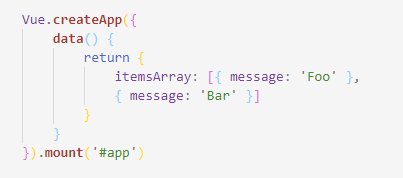 Vue.createApp({
    data() {
        return {
            itemsArray: [{ message: 'Foo' },
            { message: 'Bar' }]
        }
    }
}).mount('#app')